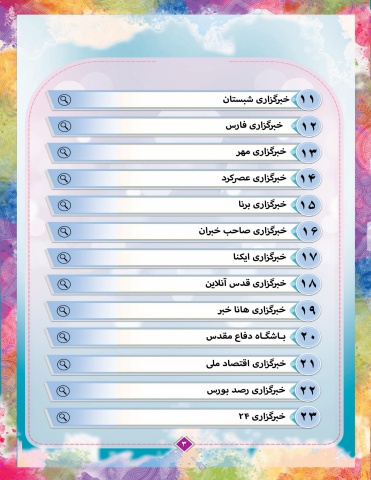 ۱۱ خبرگزاری شبستان
۱۲ خبرگزاری فارس
۱۳ خبرگزاری مهر
۱۴ خبرگزاری عصرکرد
۱۵ خبرگزاری برنا
۱۶ خبرگزاری صاحب خبران
۱۷ خبرگزاری ایکنا
۱۸ خبرگزاری قدس آنلاین
۱۹ خبرگزاری هانا خبر
۲۰ باشگاه دفاع مقدس
۲۱ خبرگزاری اقتصاد ملی
۲۲ خبرگزاری رصد بورس
۲۳ خبرگزاری ۲۴
۳